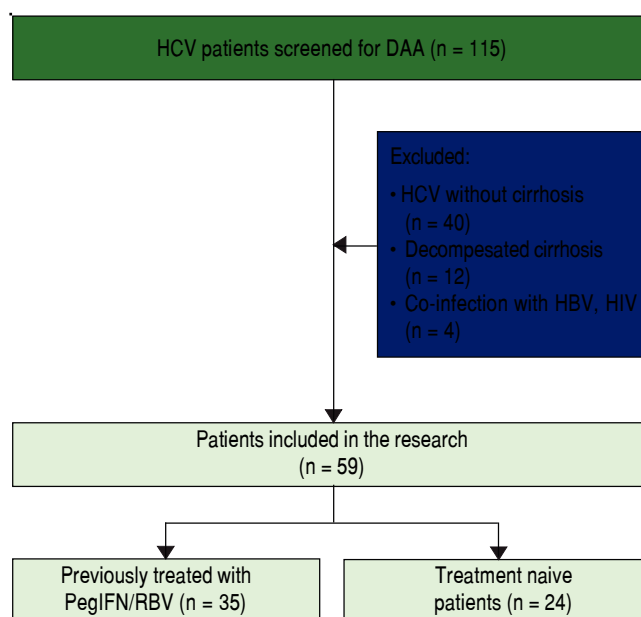 HCV patients screened for DAA (n = 115)
Excluded:
• HCV without cirrhosis
(n = 40)
• Decompesated cirrhosis
(n = 12)
• Co-infection with HBV, HIV
(n = 4)
Patients included in the research
(n = 59)
Previously treated with
PegIFN/RBV (n = 35)
Treatment naive
patients (n = 24)